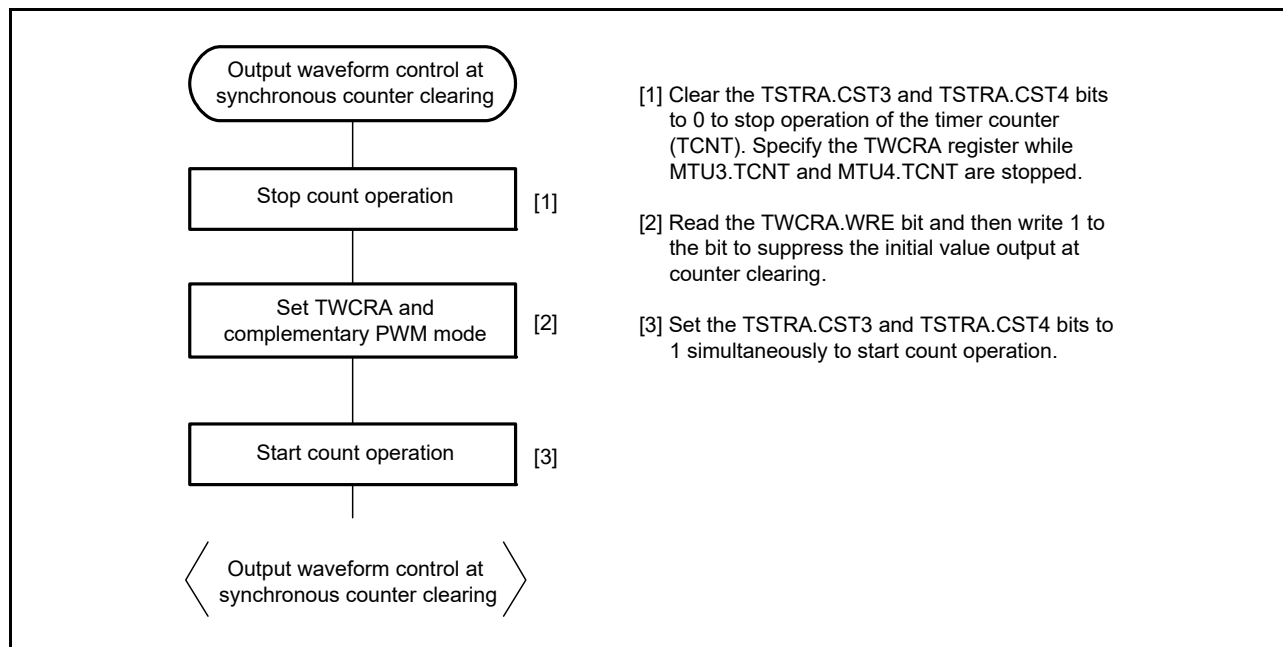 Output waveform control at
synchronous counter clearing
Stop count operation
[1]
Set TWCRA and
complementary PWM mode
[2]
Start count operation
[3]
Output waveform control at
synchronous counter clearing
[1] Clear the TSTRA.CST3 and TSTRA.CST4 bits
to 0 to stop operation of the timer counter
(TCNT). Specify the TWCRA register while
MTU3.TCNT and MTU4.TCNT are stopped.
[2] Read the TWCRA.WRE bit and then write 1 to
the bit to suppress the initial value output at
counter clearing.
[3] Set the TSTRA.CST3 and TSTRA.CST4 bits to
1 simultaneously to start count operation.